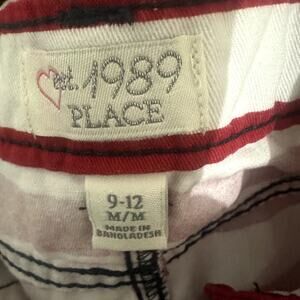 est. 1989
PLACE
9-12
M/M
MADE IN
BANGLADESH